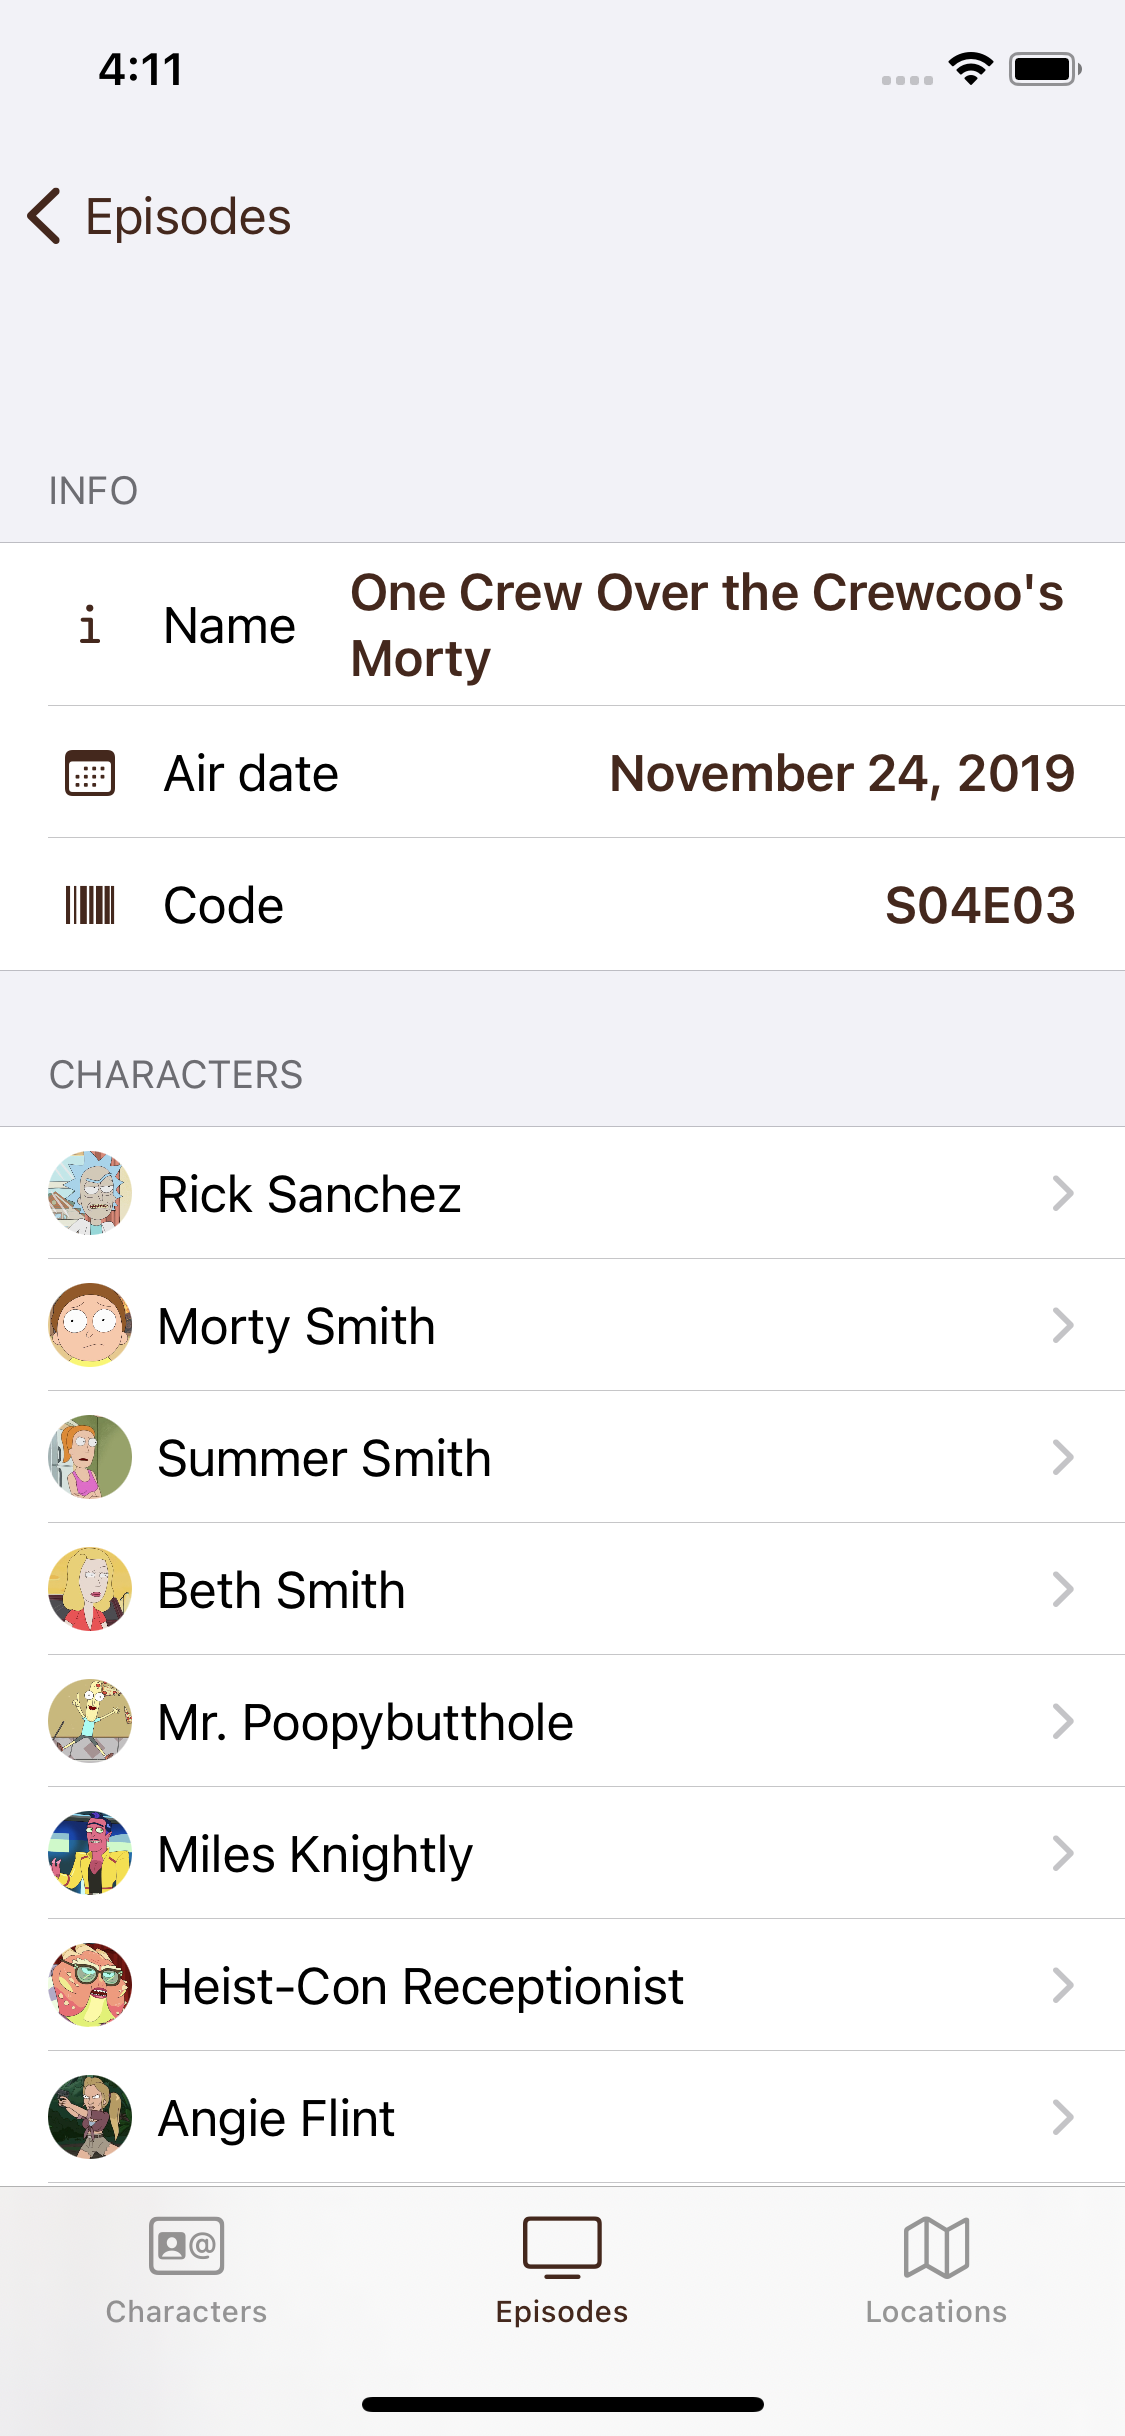 4:11
Episodes
INFO
Name
One Crew Over the Crewcoo's
Morty
Air date
November 24, 2019
Code
S04E03
CHARACTERS
Rick Sanchez
Morty Smith
Summer Smith
Beth Smith
Mr. Poopybutthole
Miles Knightly
Heist-Con Receptionist
Angie Flint
Characters
Episodes
Locations